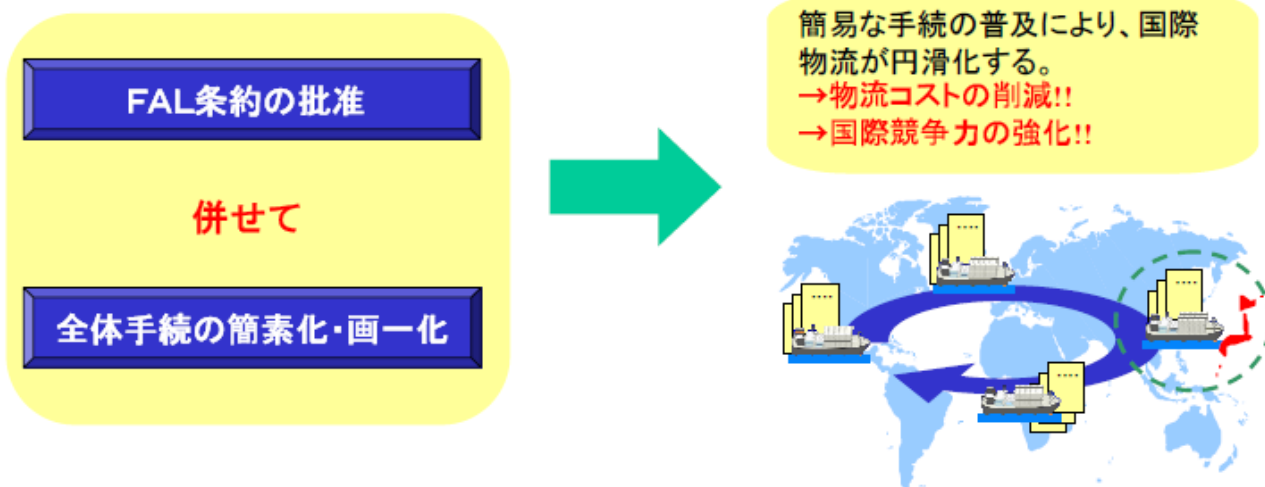 FAL条約の批准
併せて
全体手続の簡素化・画一化
簡易な手続の普及により、国際
物流が円滑化する。
→物流コストの削減!!
→国際競争力の強化!!